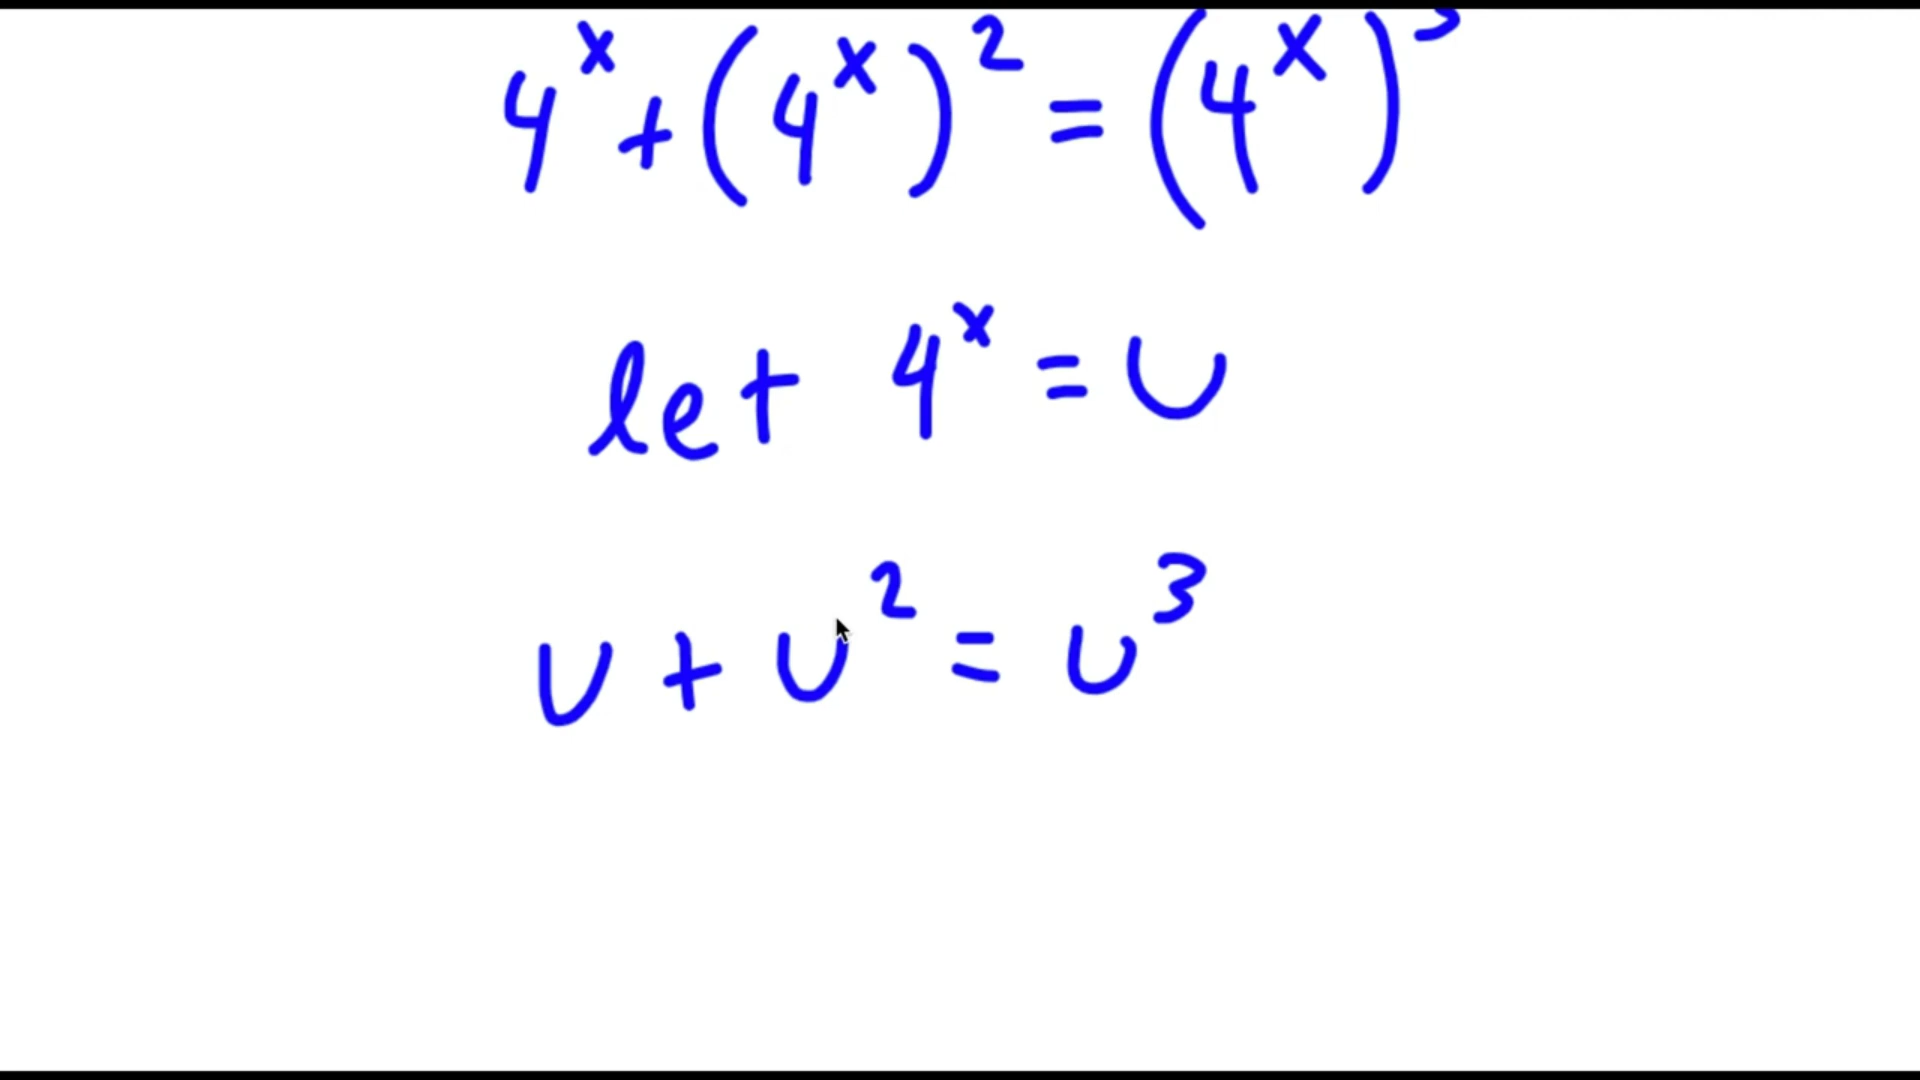 4^x + (4^x)^2 = (4^x)^3
let 4^x = U
U + U^2 = U^3